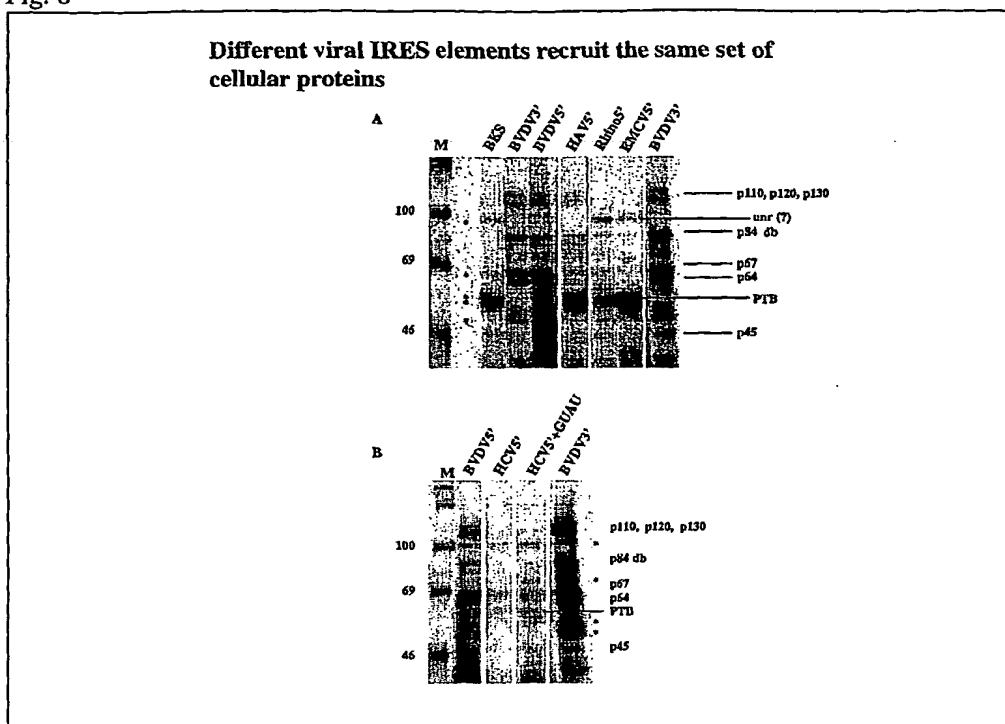 Different viral IRES elements recruit the same set of
cellular proteins
A
M
BKS
BVDV3'
BVDV5'
HAV5'
Rhino5'
EMCV5'
BVDV3'
100
69
46
p110, p120, p130
unr (?)
p84 db
p67
p64
PTB
p45
B
M
BVDV5'
HCV5'
HCV5'+GUAU
BVDV3'
100
69
46
p110, p120, p130
p84 db
p67
p64
PTB
p45